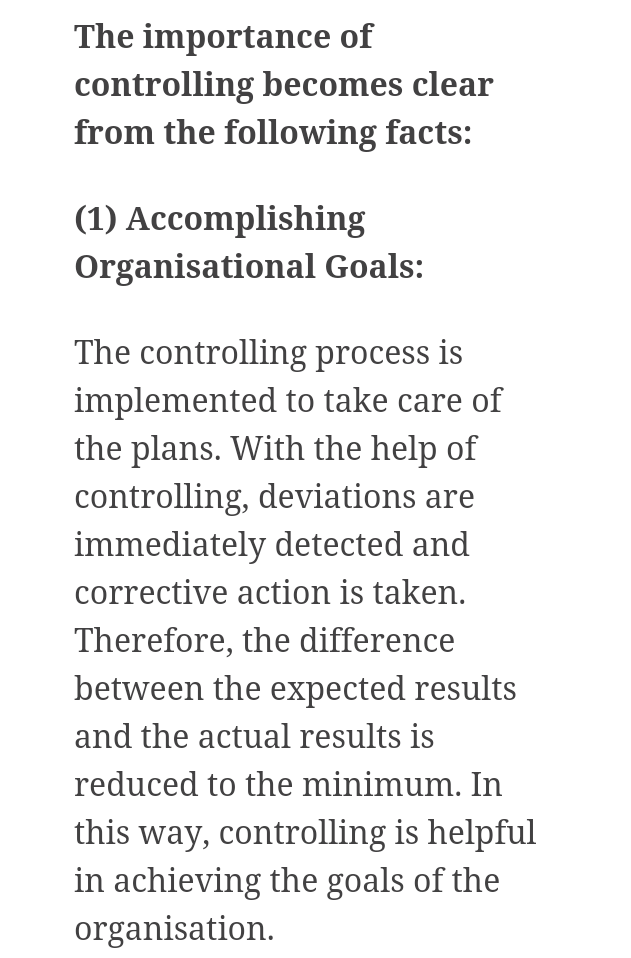 The importance of
controlling becomes clear
from the following facts:
(1) Accomplishing
Organisational Goals:
The controlling process is
implemented to take care of
the plans. With the help of
controlling, deviations are
immediately detected and
corrective action is taken.
Therefore, the difference
between the expected results
and the actual results is
reduced to the minimum. In
this way, controlling is helpful
in achieving the goals of the
organisation.